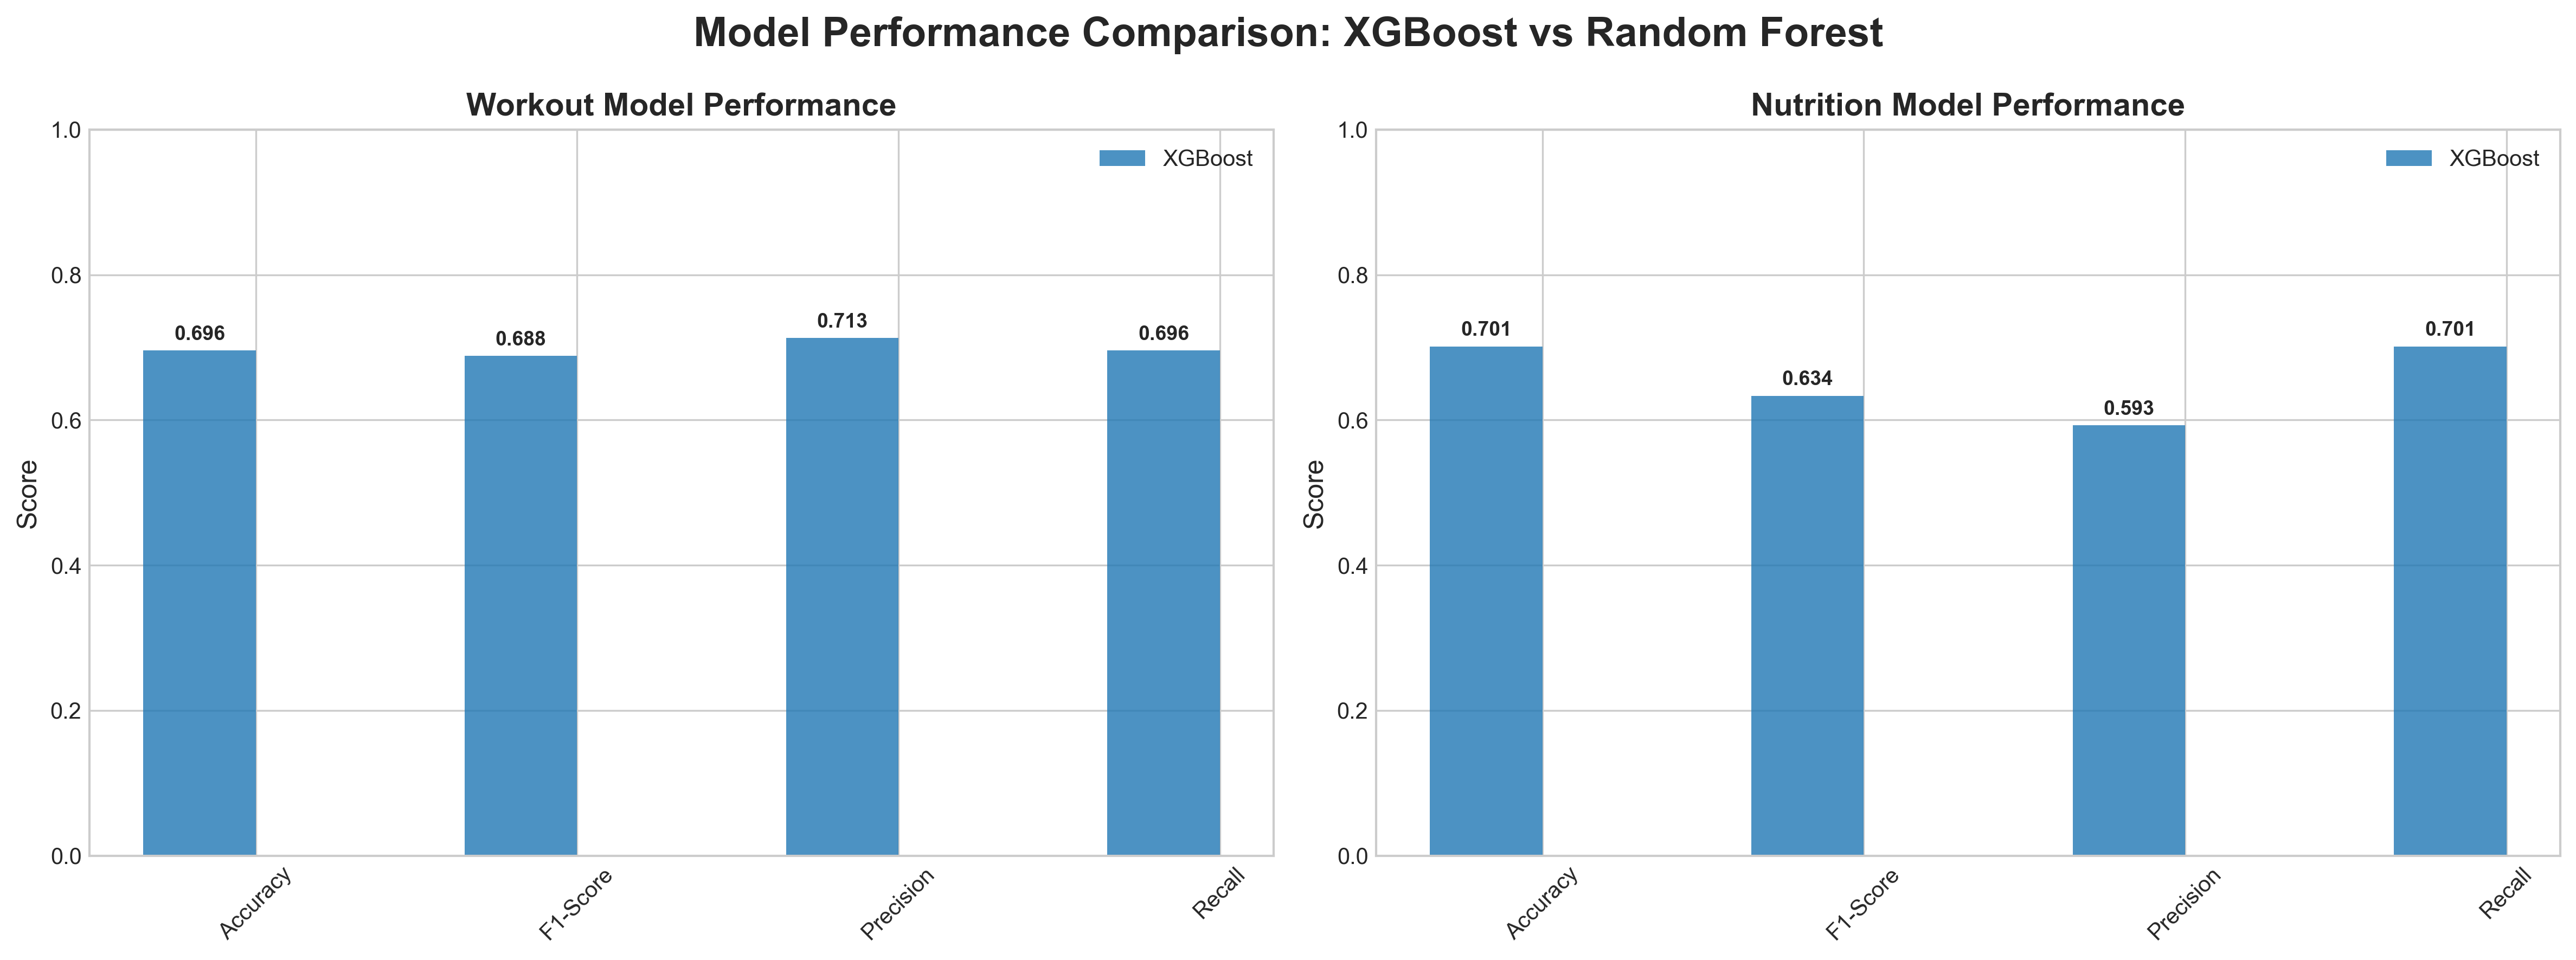 Model Performance Comparison: XGBoost vs Random Forest
Workout Model Performance
XGBoost
Score
1.0
0.8
0.6
0.4
0.2
0.0
0.696
0.688
0.713
0.696
Accuracy
F1-Score
Precision
Recall
Nutrition Model Performance
XGBoost
Score
1.0
0.8
0.6
0.4
0.2
0.0
0.701
0.634
0.593
0.701
Accuracy
F1-Score
Precision
Recall